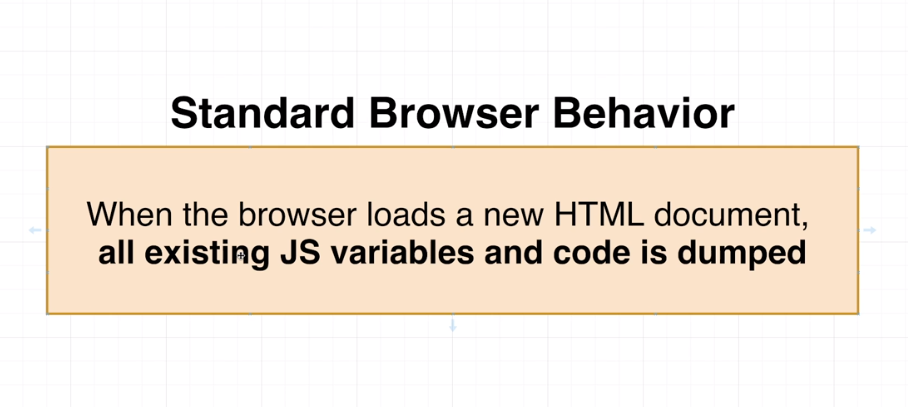 Standard Browser Behavior
When the browser loads a new HTML document,
all existing JS variables and code is dumped